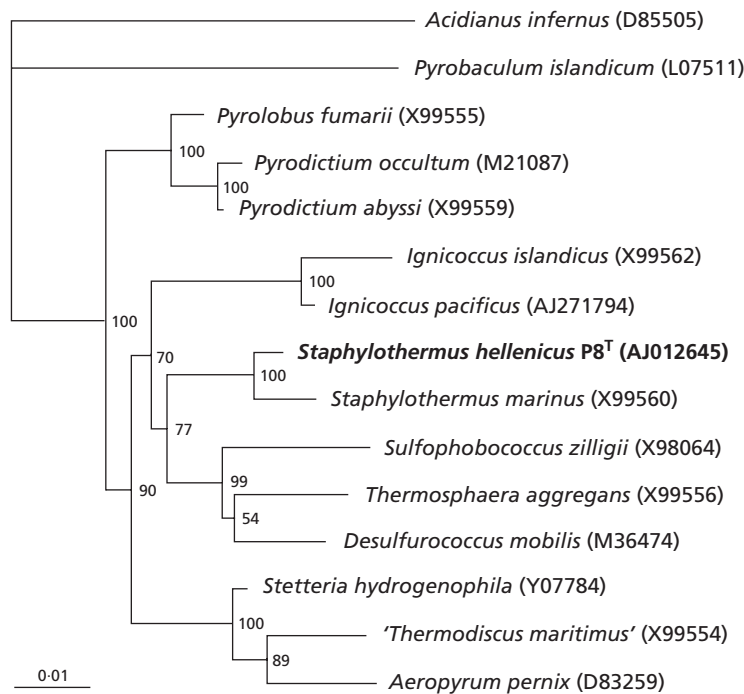 Acidianus infernus (D85505)
Pyrobaculum islandicum (L07511)
Pyrolobus fumarii (X99555)
100
Pyrodictium occultum (M21087)
100
Pyrodictium abyssi (X99559)
Ignicoccus islandicus (X99562)
100
Ignicoccus pacificus (AJ271794)
100
Staphylothermus hellenicus P8ᵀ (AJ012645)
70
100
Staphylothermus marinus (X99560)
77
Sulfophobococcus zilligii (X98064)
99
90
Thermosphaera aggregans (X99556)
54
Desulfurococcus mobilis (M36474)
Stetteria hydrogenophila (Y07784)
100
'Thermodiscus maritimus' (X99554)
89
0·01
Aeropyrum pernix (D83259)